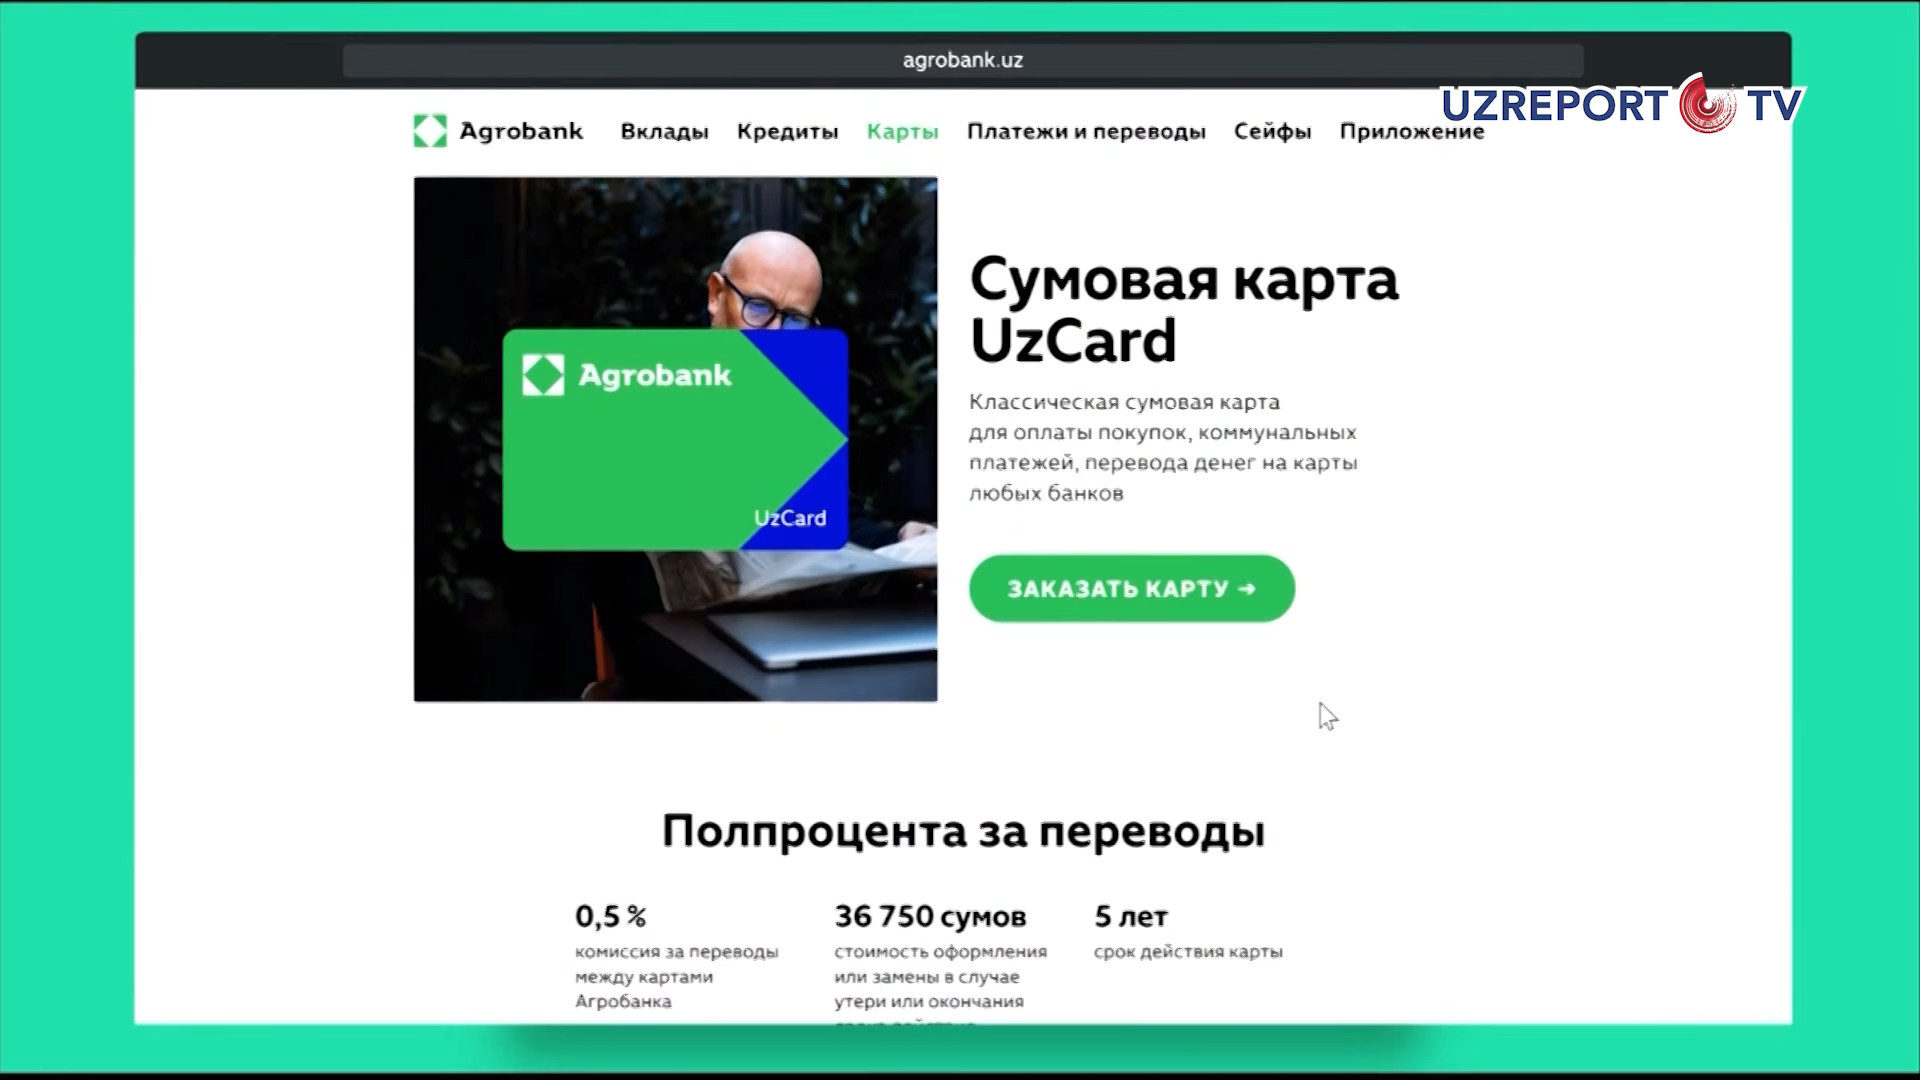 agrobank.uz
UZREPORT TV
Agrobank Вклады Кредиты Карты Платежи и переводы Сейфы Приложение
Agrobank
UzCard
Сумовая карта
UzCard
Классическая сумовая карта
для оплаты покупок, коммунальных
платежей, перевода денег на карты
любых банков
ЗАКАЗАТЬ КАРТУ →
Полпроцента за переводы
0,5 %
комиссия за переводы
между картами
Агробанка
36 750 сумов
стоимость оформления
или замены в случае
утери или окончания
5 лет
срок действия карты